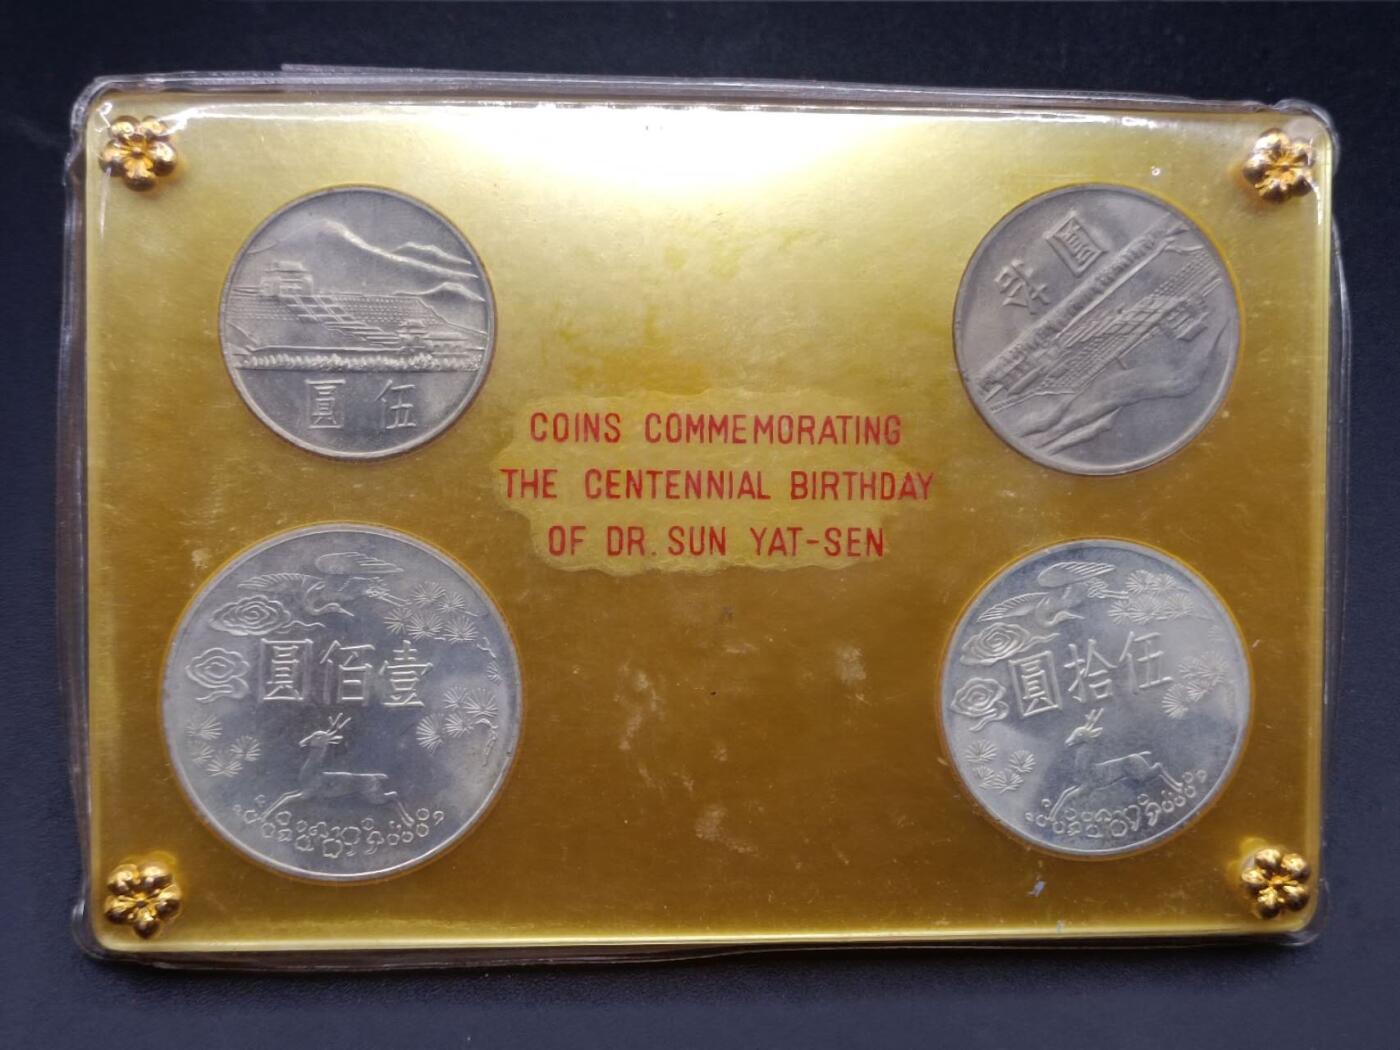 伍圓
拾圓
COINS COMMEMORATING
THE CENTENNIAL BIRTHDAY
OF DR. SUN YAT-SEN
壹佰圓
伍拾圓